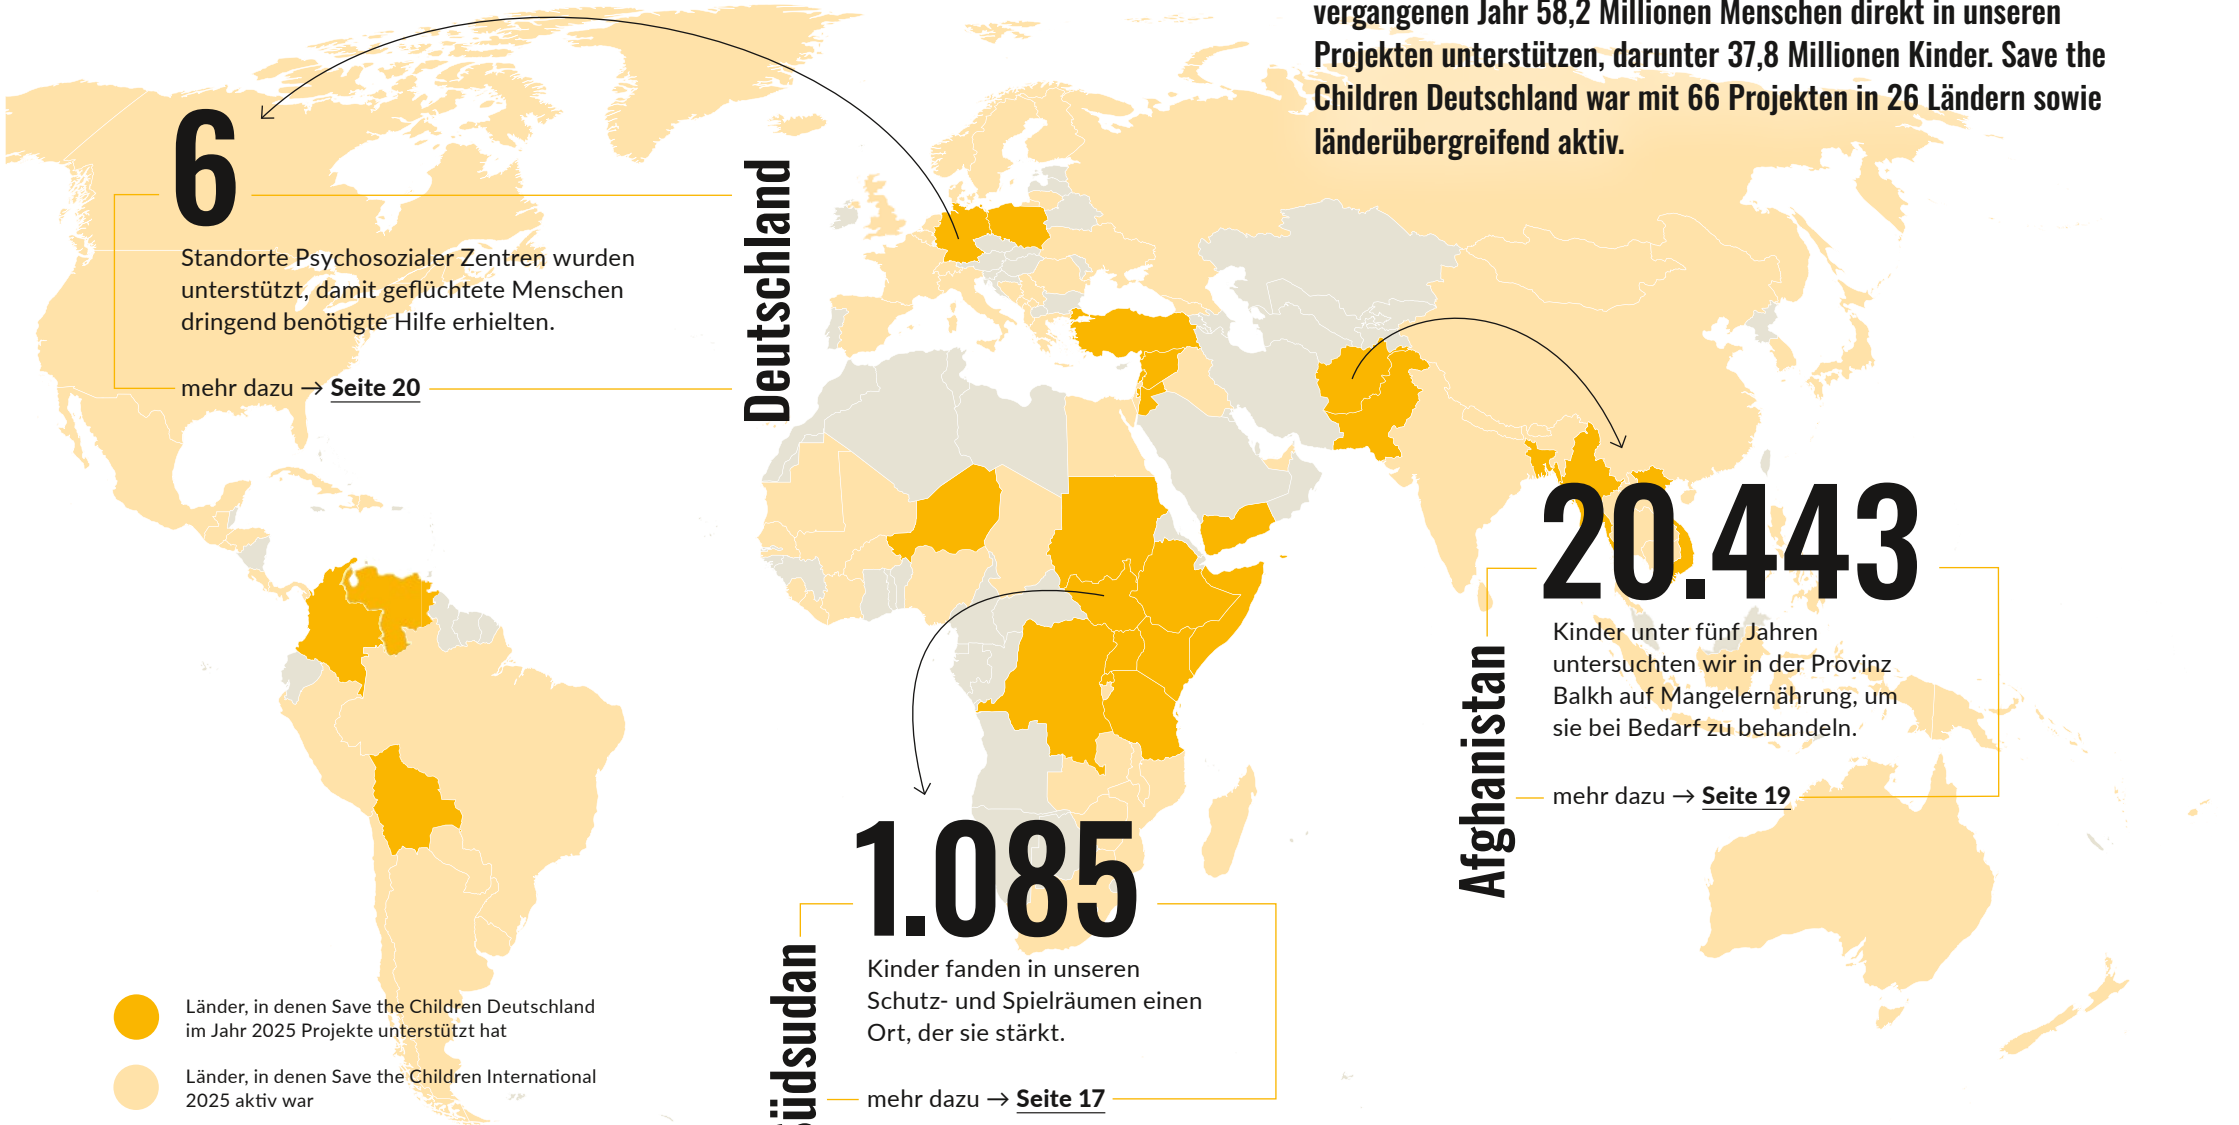 vergangenen Jahr 58,2 Millionen Menschen direkt in unseren
Projekten unterstützen, darunter 37,8 Millionen Kinder. Save the
Children Deutschland war mit 66 Projekten in 26 Ländern sowie
länderübergreifend aktiv.
Deutschland
6
Standorte Psychosozialer Zentren wurden
unterstützt, damit geflüchtete Menschen
dringend benötigte Hilfe erhielten.
mehr dazu → Seite 20
Afghanistan
20.443
Kinder unter fünf Jahren
untersuchten wir in der Provinz
Balkh auf Mangelernährung, um
sie bei Bedarf zu behandeln.
mehr dazu → Seite 19
Südsudan
1.085
Kinder fanden in unseren
Schutz- und Spielräumen einen
Ort, der sie stärkt.
mehr dazu → Seite 17
Länder, in denen Save the Children Deutschland
im Jahr 2025 Projekte unterstützt hat
Länder, in denen Save the Children International
2025 aktiv war